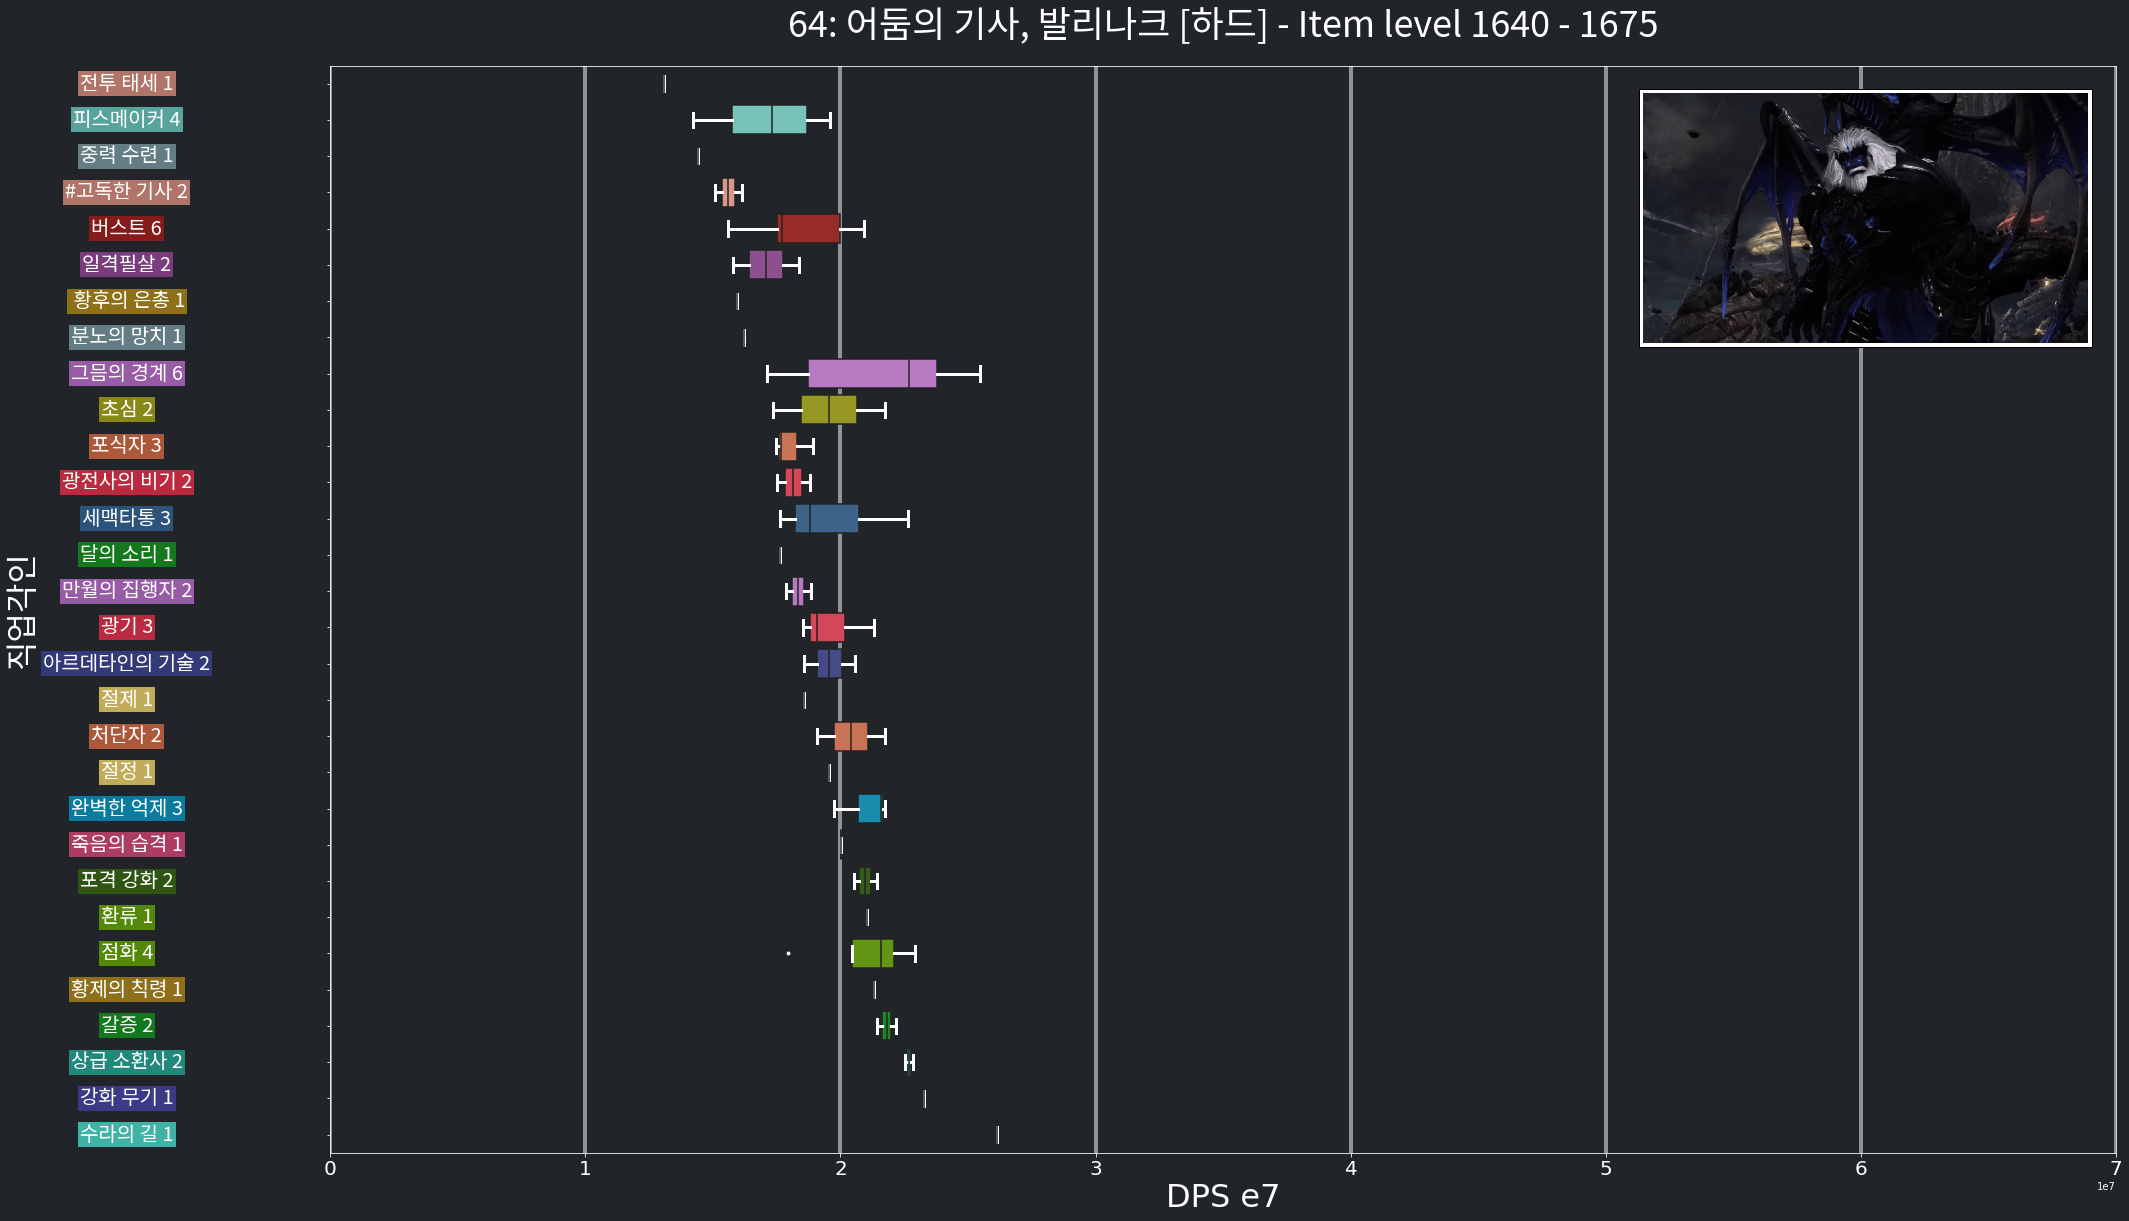 64: 어둠의 기사, 발리나크 [하드] - Item level 1640 - 1675
직업각인
전투 태세 1
피스메이커 4
중력 수련 1
#고독한 기사 2
버스트 6
일격필살 2
황후의 은총 1
분노의 망치 1
그믐의 경계 6
초심 2
포식자 3
광전사의 비기 2
세맥타통 3
달의 소리 1
만월의 집행자 2
광기 3
아르데타인의 기술 2
절제 1
처단자 2
절정 1
완벽한 억제 3
죽음의 습격 1
포격 강화 2
환류 1
점화 4
황제의 칙령 1
갈증 2
상급 소환사 2
강화 무기 1
수라의 길 1
0 1 2 3 4 5 6 7
1e7
DPS e7